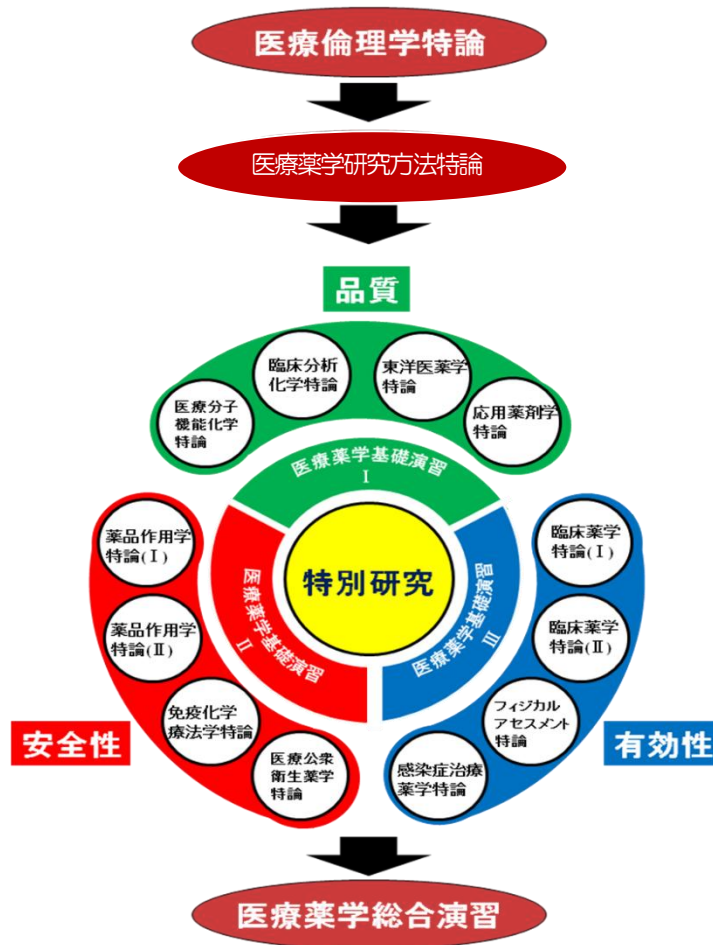 医療倫理学特論
医療薬学研究方法特論
品質
臨床分析
化学特論
東洋医薬学
特論
医療分子
機能化学
特論
応用薬剤学
特論
医療薬学基礎演習
Ⅰ
薬品作用学
特論(Ⅰ)
臨床薬学
特論(Ⅰ)
特別研究
医療薬学基礎演習
Ⅱ
医療薬学基礎演習
Ⅲ
薬品作用学
特論(Ⅱ)
臨床薬学
特論(Ⅱ)
免疫化学
療法学特論
フィジカル
アセスメント
特論
安全性
有効性
医療公衆
衛生薬学
特論
感染症治療
薬学特論
医療薬学総合演習